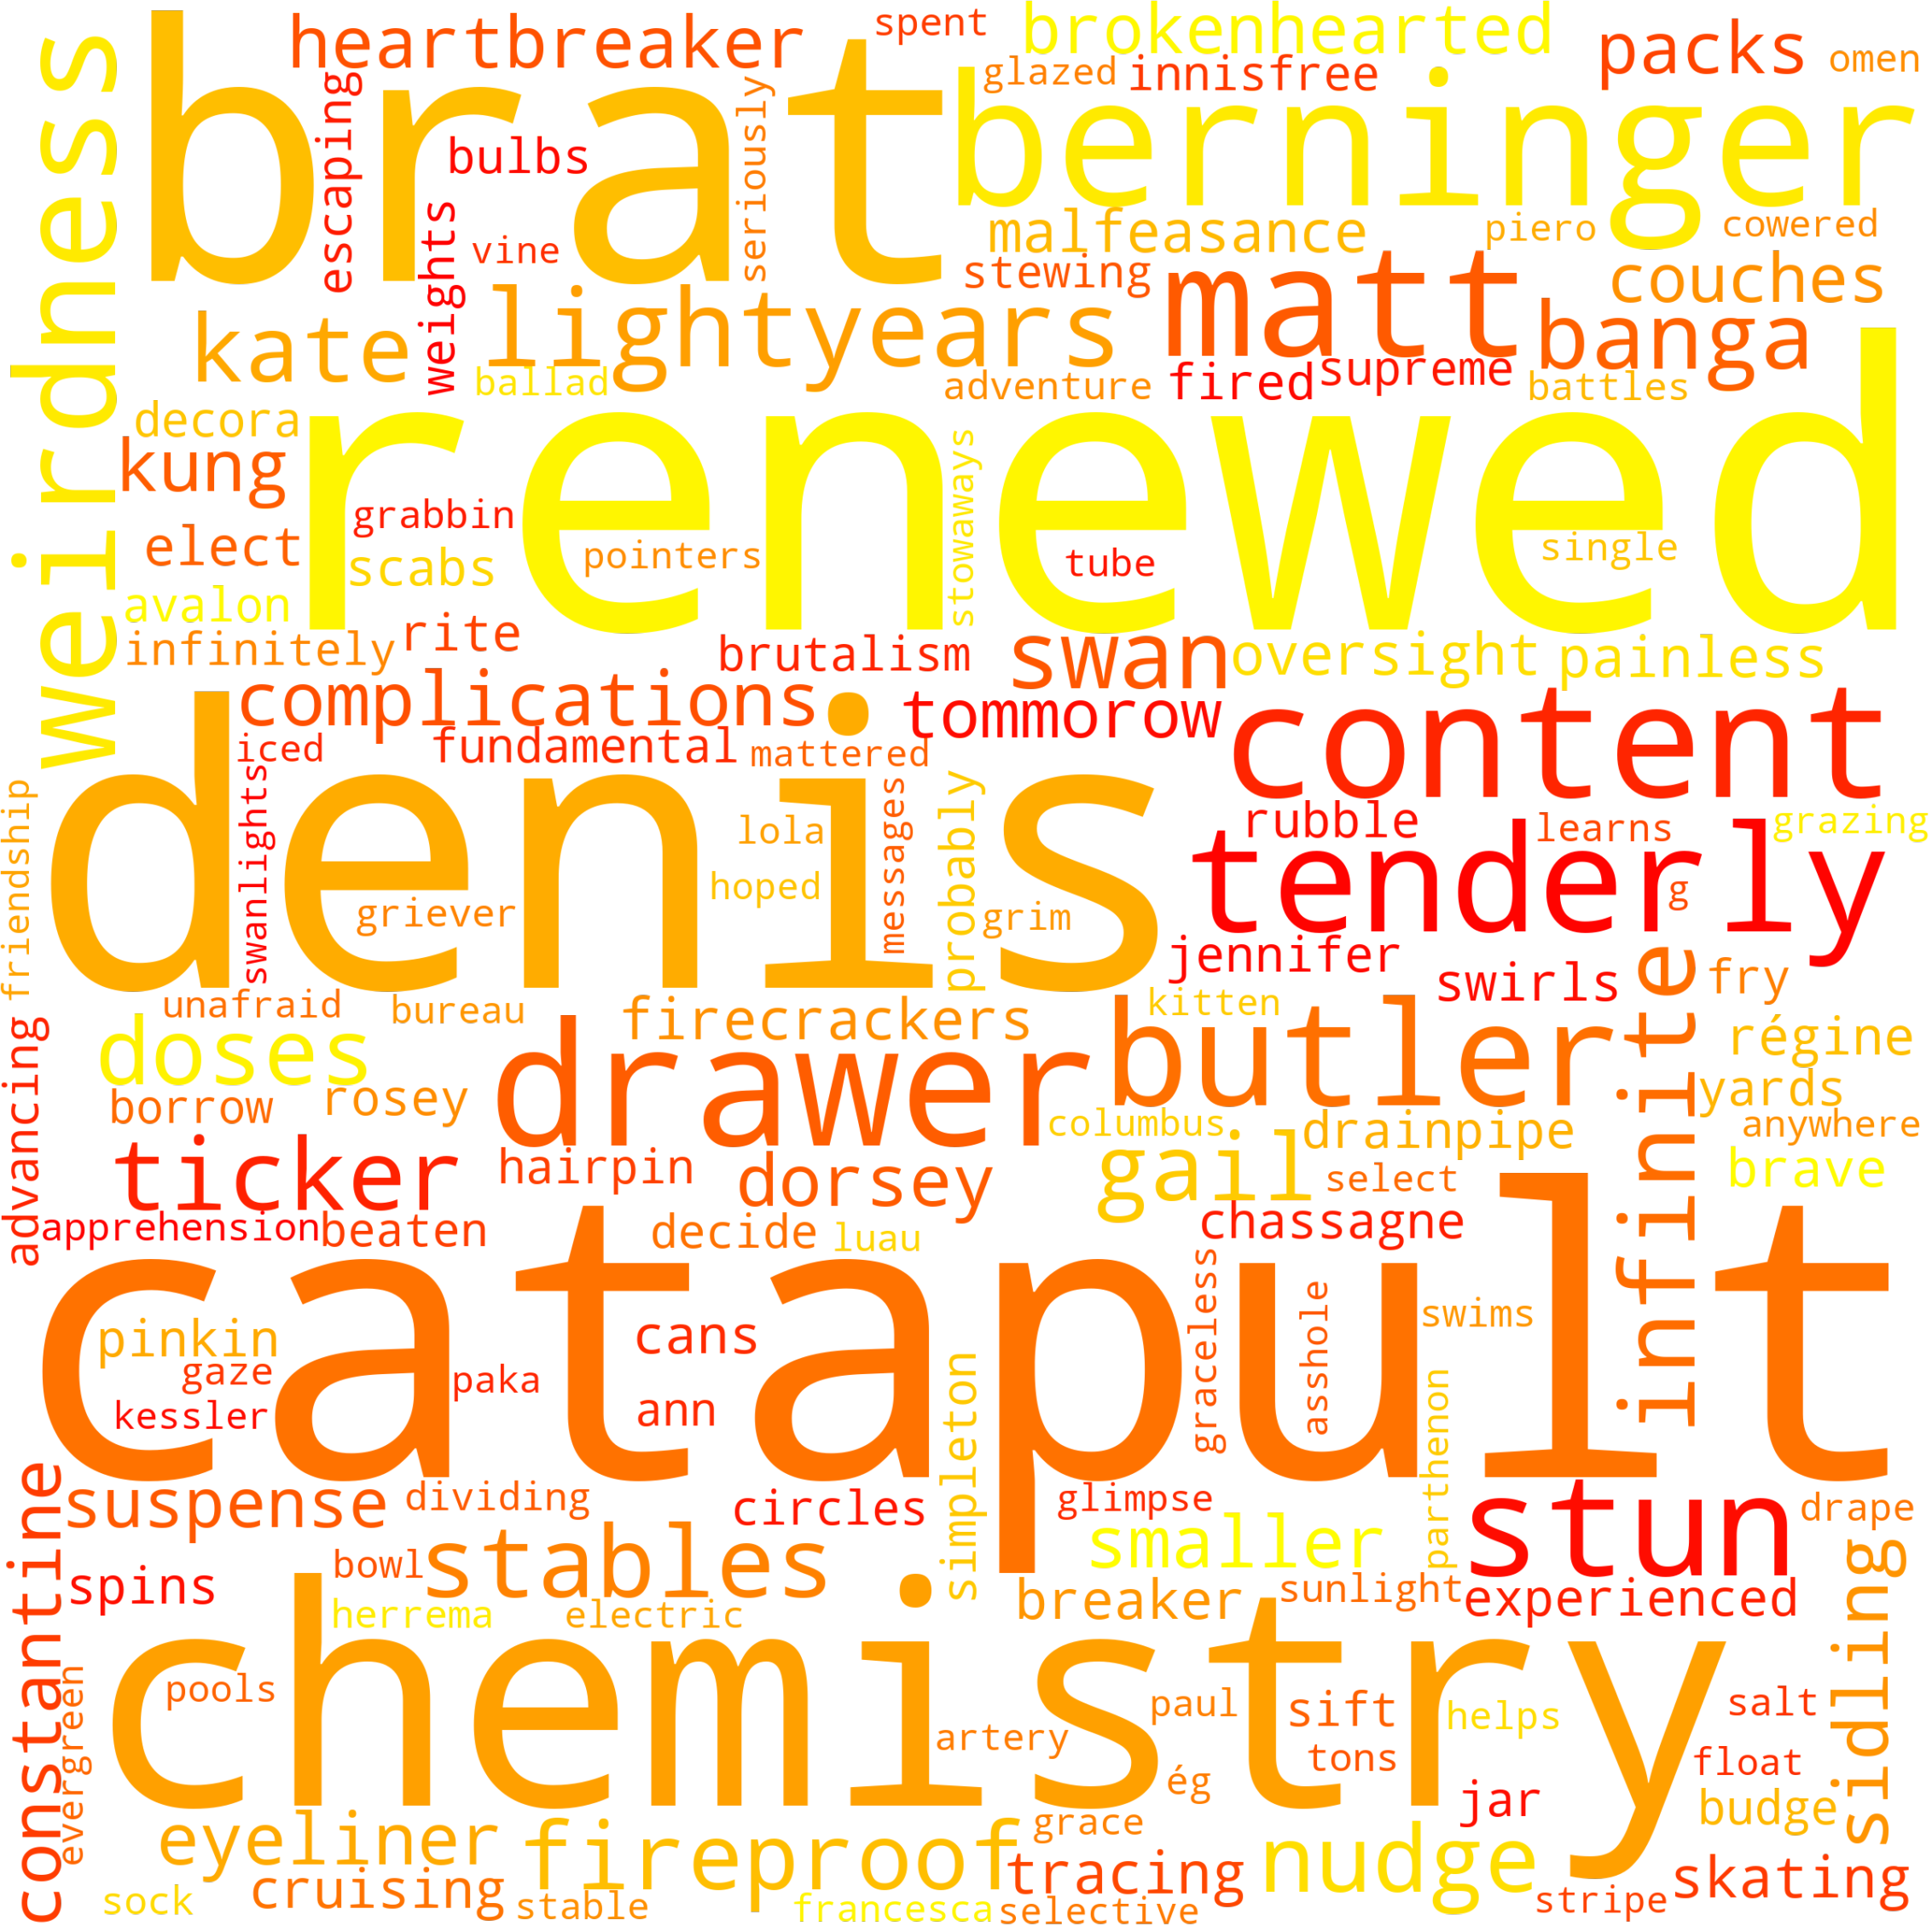 brat
heartbreaker
spent
brokenhearted
packs
omen
glazed
innisfree
berninger
weirdness
escaping
bulbs
seriously
weights
vine
malfeasance
piero
cowered
stewing
matt
couches
kate
lightyears
banga
ballad
adventure
fired
supreme
battles
decora
kung
renewed
stowaways
grabbin
elect
scabs
pointers
tube
single
avalon
infinitely
rite
brutalism
swan
oversight
painless
complications
tommorow
content
iced
fundamental
mattered
denis
swanlights
friendship
lola
messages
probably
rubble
learns
grazing
tenderly
hoped
griever
grim
g
jennifer
swirls
infinite
fry
unafraid
bureau
firecrackers
kitten
butler
régine
doses
drawer
advancing
borrow
rosey
columbus
drainpipe
yards
anywhere
ticker
hairpin
dorsey
gail
select
brave
apprehension
beaten
decide
luau
chassagne
catapult
graceless
asshole
swims
pinkin
cans
gaze
paka
simpleton
parthenon
kessler
ann
constantine
suspense
dividing
circles
glimpse
smaller
stun
drape
sidling
spins
bowl
stables
breaker
sunlight
experienced
herrema
electric
chemistry
evergreen
pools
paul
sift
helps
salt
artery
tons
float
ég
jar
budge
eyeliner
fireproof
grace
nudge
cruising
tracing
skating
sock
stable
francesca
selective
stripe